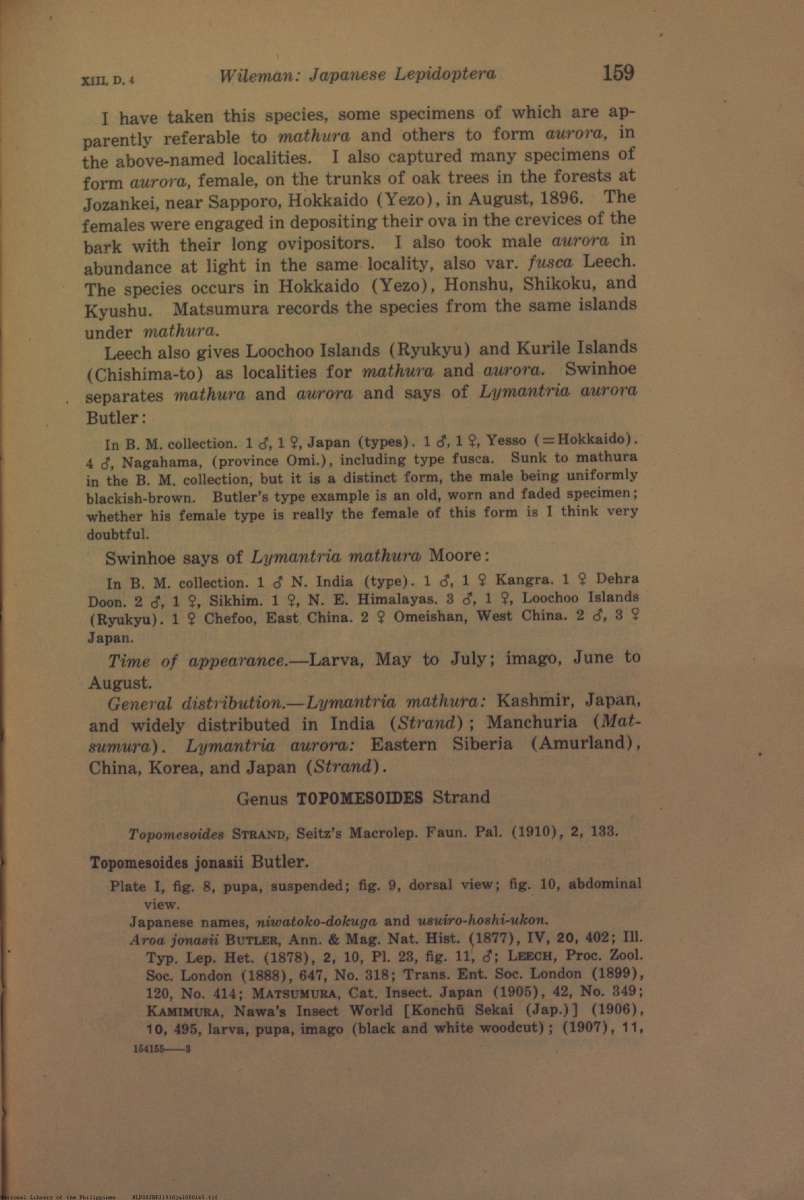 XIII, D, 4 Wileman: Japanese Lepidoptera 159
I have taken this species, some specimens of which are ap-
parently referable to mathura and others to form aurora, in
the above-named localities. I also captured many specimens of
form aurora, female, on the trunks of oak trees in the forests at
Jozankei, near Sapporo, Hokkaido (Yezo), in August, 1896. The
females were engaged in depositing their ova in the crevices of the
bark with their long ovipositors. I also took male aurora in
abundance at light in the same locality, also var. fusca Leech.
The species occurs in Hokkaido (Yezo), Honshu, Shikoku, and
Kyushu. Matsumura records the species from the same islands
under mathura.
Leech also gives Loochoo Islands (Ryukyu) and Kurile Islands
(Chishima-to) as localities for mathura and aurora. Swinhoe
separates mathura and aurora and says of Lymantria aurora
Butler:
In B. M. collection. 1 ♂, 1 ♀, Japan (types). 1 ♂, 1 ♀, Yesso (=Hokkaido).
4 ♂, Nagahama, (province Omi.), including type fusca. Sunk to mathura
in the B. M. collection, but it is a distinct form, the male being uniformly
blackish-brown. Butler's type example is an old, worn and faded specimen;
whether his female type is really the female of this form is I think very
doubtful.
Swinhoe says of Lymantria mathura Moore:
In B. M. collection. 1 ♂ N. India (type). 1 ♂, 1 ♀ Kangra. 1 ♀ Dehra
Doon. 2 ♂, 1 ♀, Sikhim. 1 ♀, N. E. Himalayas. 3 ♂, 1 ♀, Loochoo Islands
(Ryukyu). 1 ♀ Chefoo, East China. 2 ♀ Omeishan, West China. 2 ♂, 3 ♀
Japan.
Time of appearance.—Larva, May to July; imago, June to
August.
General distribution.—Lymantria mathura: Kashmir, Japan,
and widely distributed in India (Strand); Manchuria (Mat-
sumura). Lymantria aurora: Eastern Siberia (Amurland),
China, Korea, and Japan (Strand).
Genus TOPOMESOIDES Strand
Topomesoides STRAND, Seitz's Macrolep. Faun. Pal. (1910), 2, 133.
Topomesoides jonasii Butler.
Plate I, fig. 8, pupa, suspended; fig. 9, dorsal view; fig. 10, abdominal
view.
Japanese names, niwatoko-dokuga and usuiro-hoshi-ukon.
Aroa jonasii BUTLER, Ann. & Mag. Nat. Hist. (1877), IV, 20, 402; Ill.
Typ. Lep. Het. (1878), 2, 10, Pl. 23, fig. 11, ♂; LEECH, Proc. Zool.
Soc. London (1888), 647, No. 318; Trans. Ent. Soc. London (1899),
120, No. 414; MATSUMURA, Cat. Insect. Japan (1905), 42, No. 349;
KAMIMURA, Nawa's Insect World [Konchū Sekai (Jap.)] (1906),
10, 495, larva, pupa, imago (black and white woodcut); (1907), 11,
154155——3
National Library of the Philippines